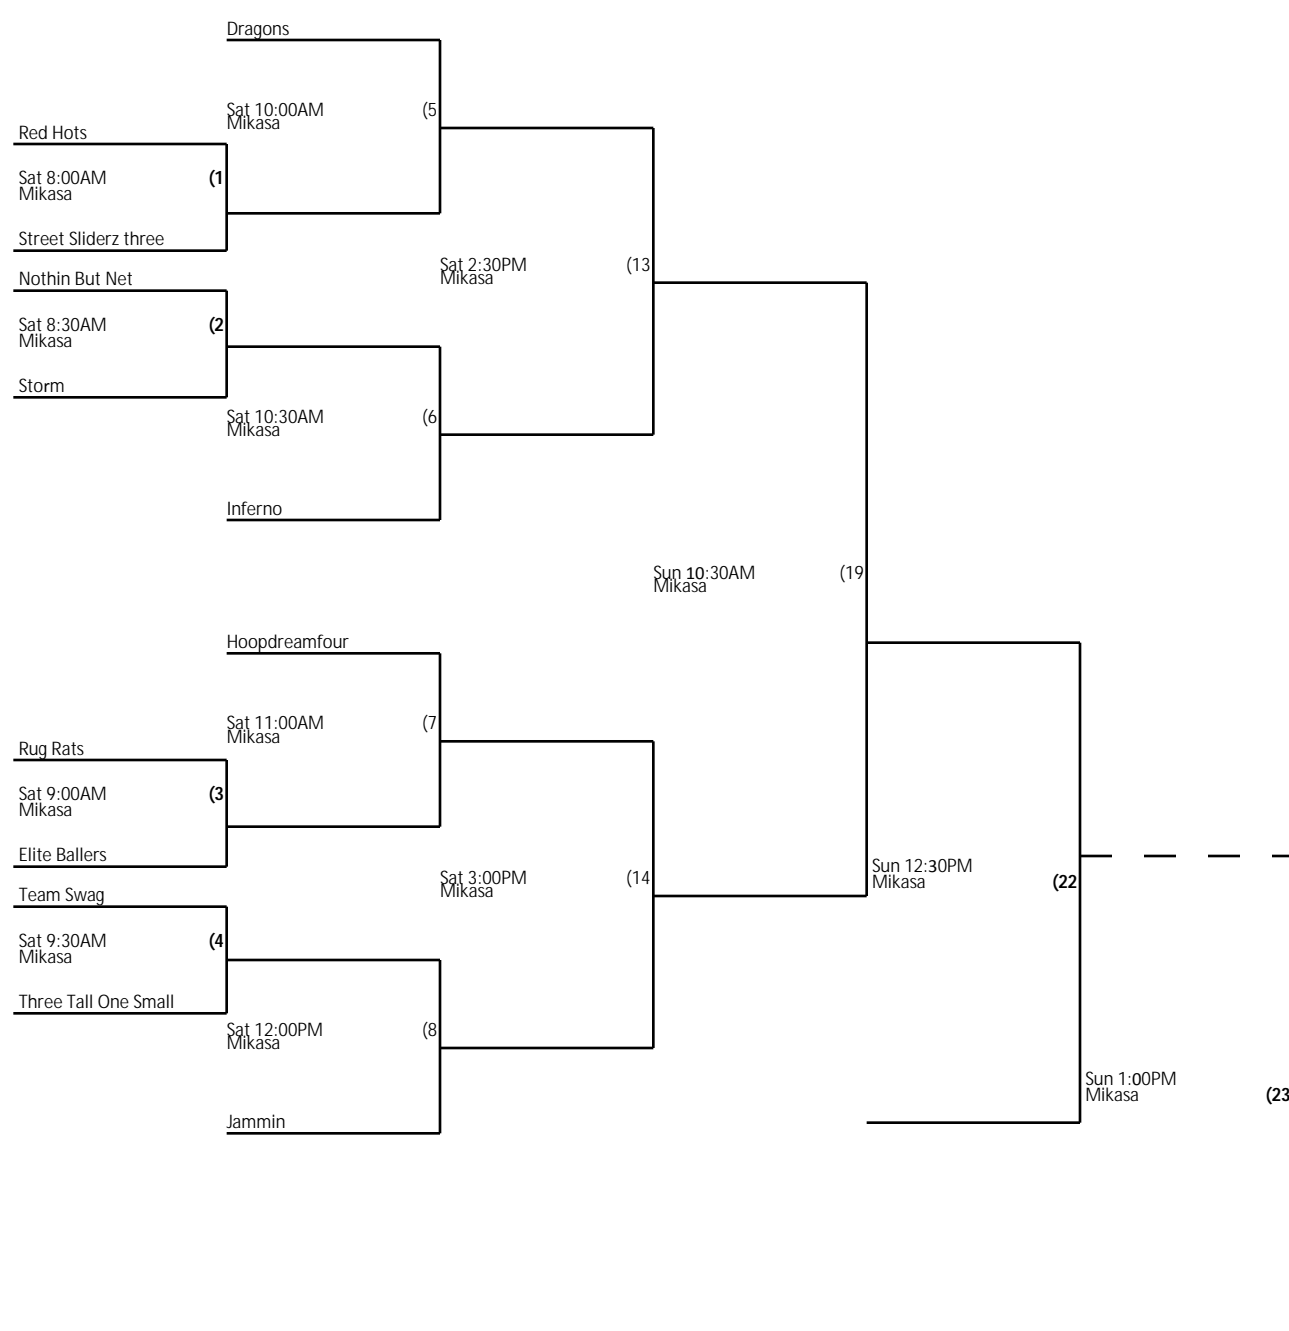 Dragons
Sat 10:00AM (5
Mikasa
Red Hots
Sat 8:00AM (1
Mikasa
Street Sliderz three
Sat 2:30PM (13
Mikasa
Nothin But Net
Sat 8:30AM (2
Mikasa
Storm
Sat 10:30AM (6
Mikasa
Inferno
Sun 10:30AM (19
Mikasa
Hoopdreamfour
Sat 11:00AM (7
Mikasa
Rug Rats
Sat 9:00AM (3
Mikasa
Elite Ballers
Sat 3:00PM (14
Mikasa
Sun 12:30PM
Mikasa (22
Team Swag
Sat 9:30AM (4
Mikasa
Three Tall One Small
Sat 12:00PM (8
Mikasa
Sun 1:00PM
Mikasa (23
Jammin